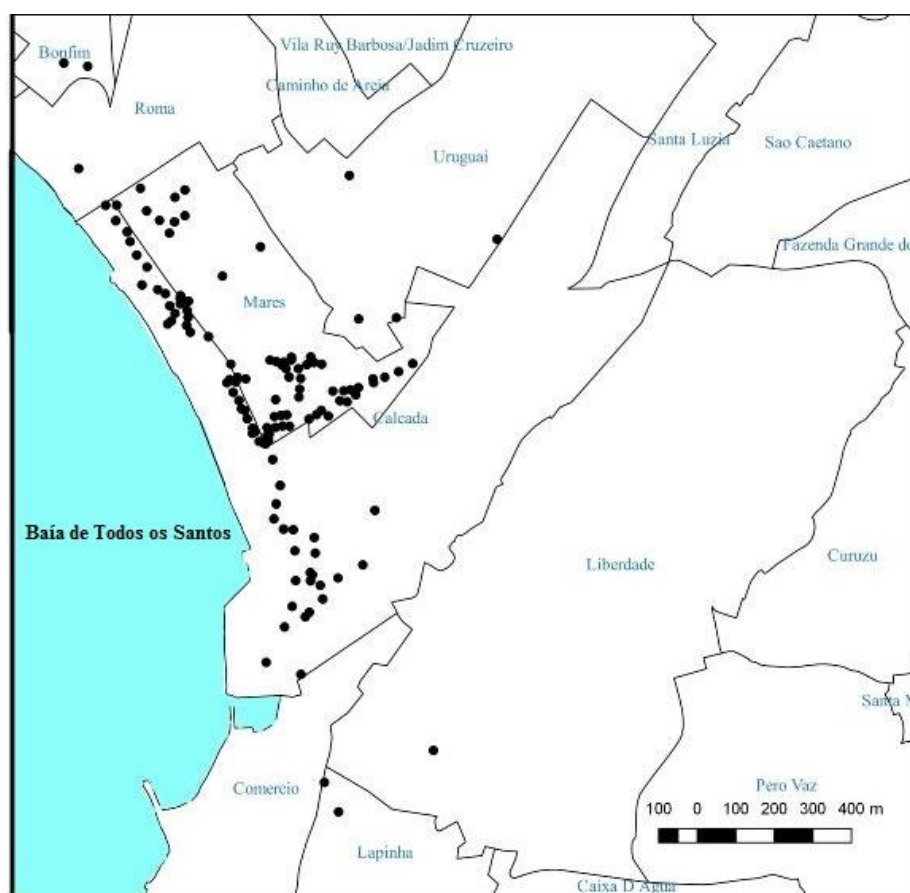 Bonfim
Vila Ruy Barbosa/Jadim Cruzeiro
Caminho de Areia
Roma
Uruguai
Santa Luzia
Sao Caetano
Fazenda Grande do
Mares
Calcada
Baía de Todos os Santos
Liberdade
Curuzu
Santa M
Comercio
Pero Vaz
100 0 100 200 300 400 m
Lapinha
Caixa D Agua